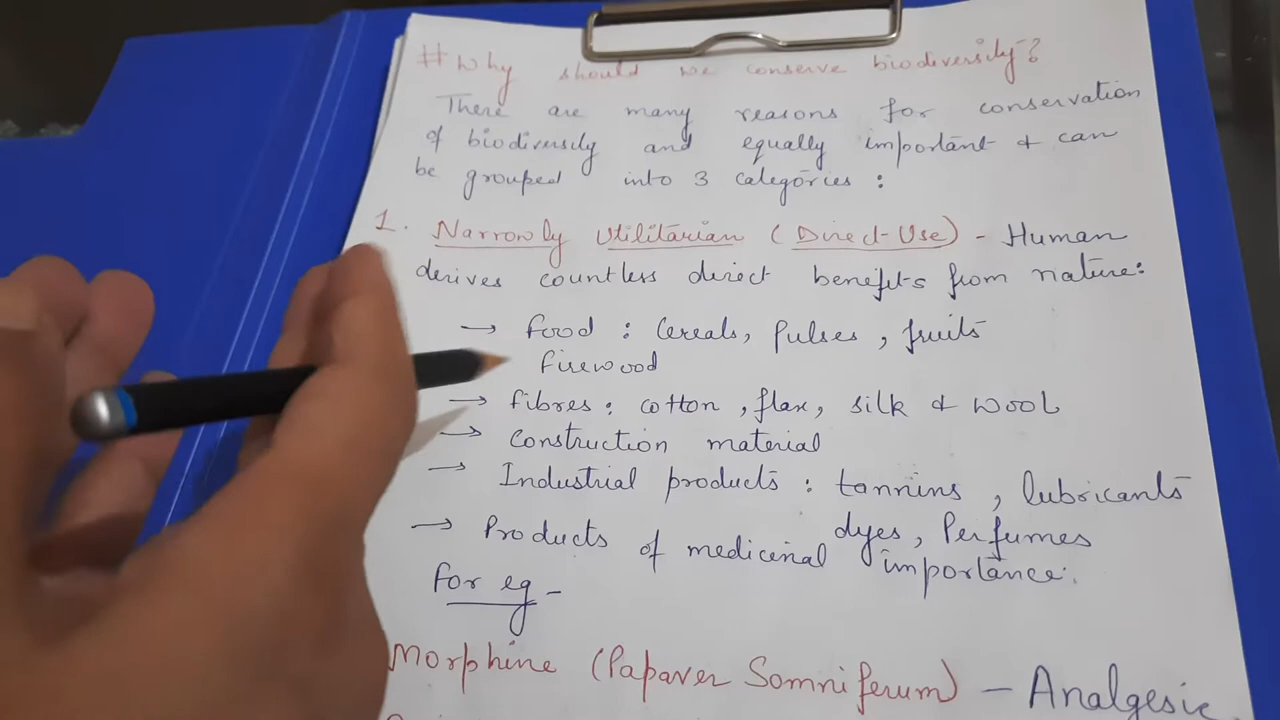 # Why should we conserve biodiversity?
There are many reasons for conservation
of biodiversity and equally important & can
be grouped into 3 categories :
1. Narrowly Utilitarian (Direct-Use) - Human
derives countless direct benefits from nature:
→ food : Cereals, Pulses, fruits
firewood
→ fibres : cotton, flax, silk & wool
→ Construction material
→ Industrial products : tannins, lubricants
dyes, Perfumes
→ Products of medicinal importance.
for eg -
Morphine (Papaver Somniferum) - Analgesic